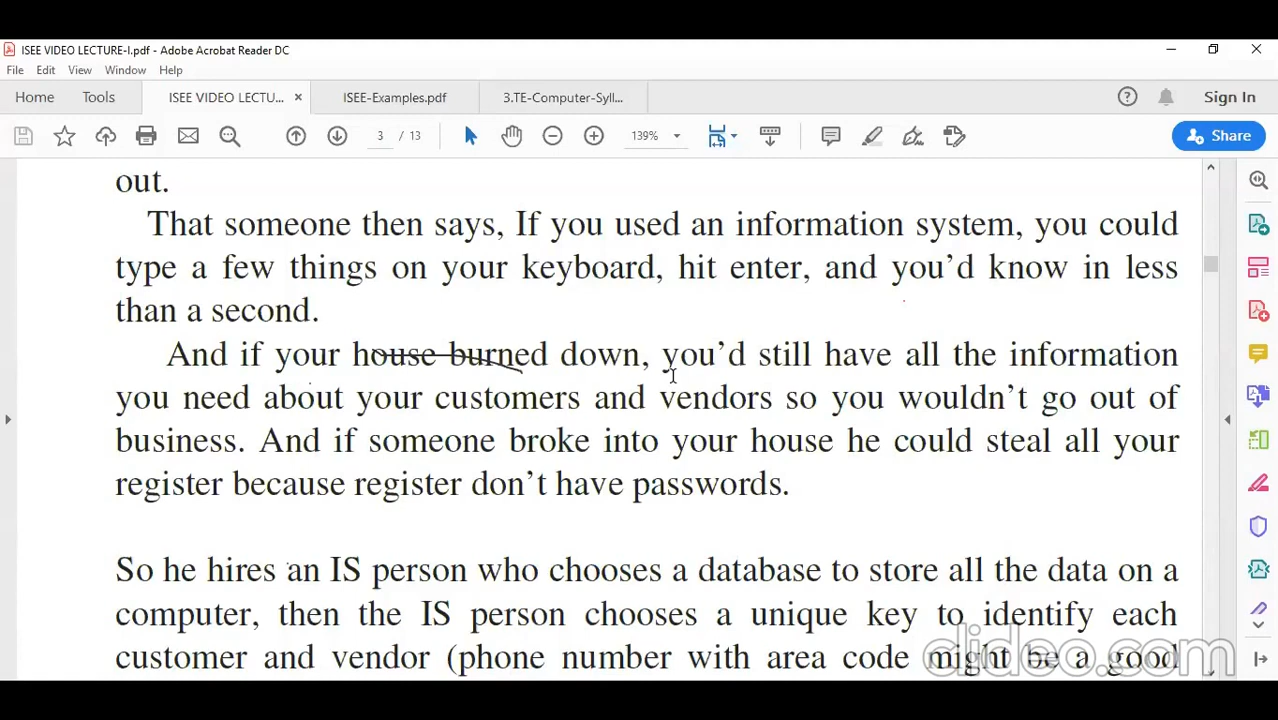 ISEE VIDEO LECTURE-I.pdf - Adobe Acrobat Reader DC
File Edit View Window Help
Home Tools ISEE VIDEO LECTU... × ISEE-Examples.pdf 3.TE-Computer-Syll... Sign In
3 / 13 139% Share
out.
That someone then says, If you used an information system, you could
type a few things on your keyboard, hit enter, and you’d know in less
than a second.
And if your house burned down, you’d still have all the information
you need about your customers and vendors so you wouldn’t go out of
business. And if someone broke into your house he could steal all your
register because register don’t have passwords.
So he hires an IS person who chooses a database to store all the data on a
computer, then the IS person chooses a unique key to identify each
customer and vendor (phone number with area code might be a good
clideo.com